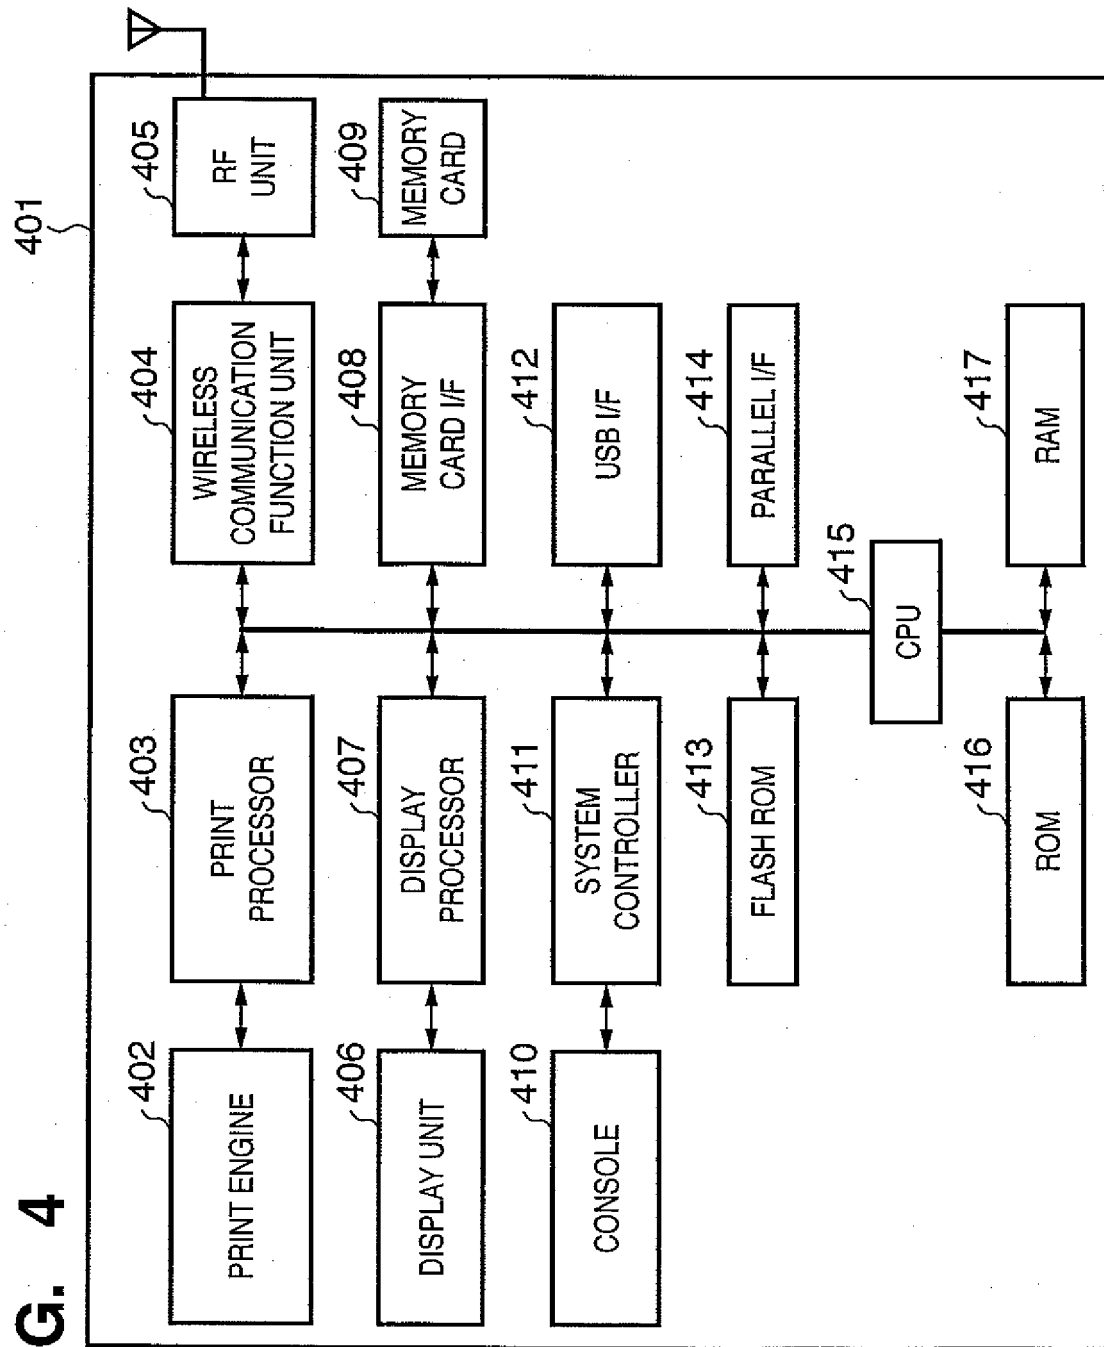 G. 4
401
402
PRINT ENGINE
403
PRINT
PROCESSOR
404
WIRELESS
COMMUNICATION
FUNCTION UNIT
405
RF
UNIT
406
DISPLAY UNIT
407
DISPLAY
PROCESSOR
408
MEMORY
CARD I/F
409
MEMORY
CARD
410
CONSOLE
411
SYSTEM
CONTROLLER
412
USB I/F
413
FLASH ROM
414
PARALLEL I/F
415
CPU
416
ROM
417
RAM